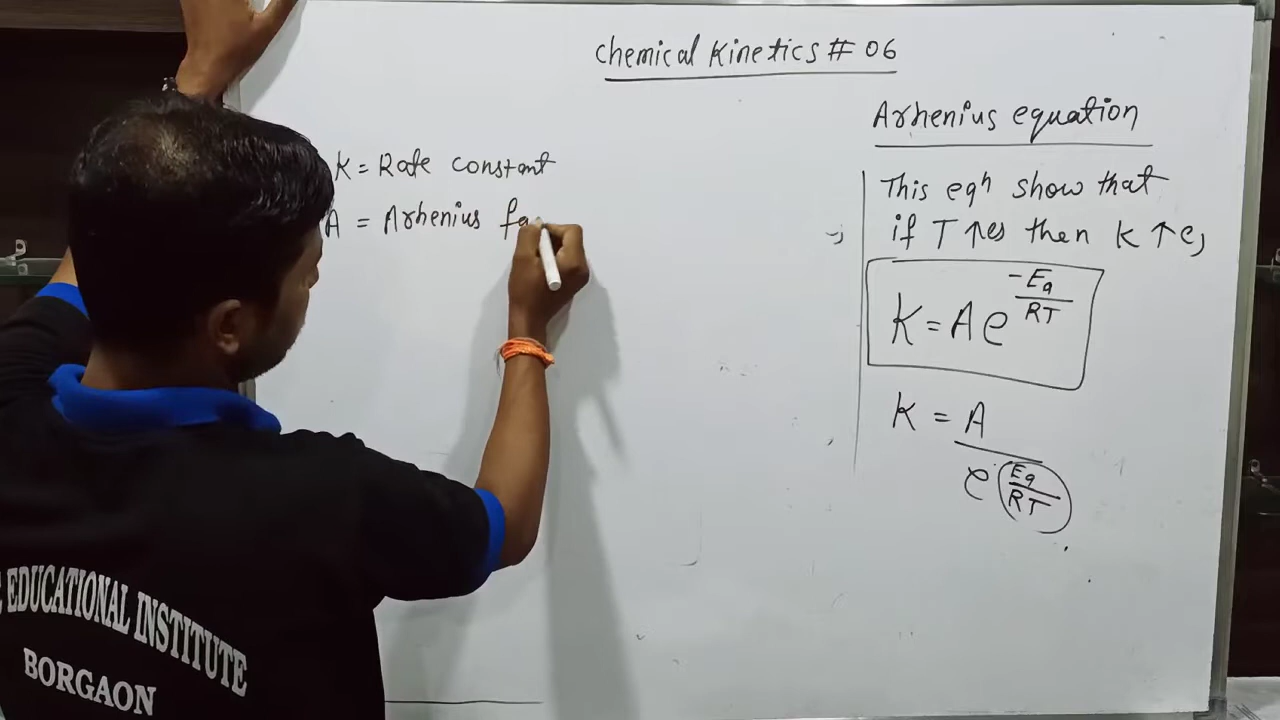 Chemical Kinetics # 06
K = Rate constant
A = Arhenius fa
Arhenius equation
This eqn show that
if T ↑es then K ↑e,
K = Ae^(-Ea/RT)
K = A / e^(Ea/RT)
EDUCATIONAL INSTITUTE
BORGAON